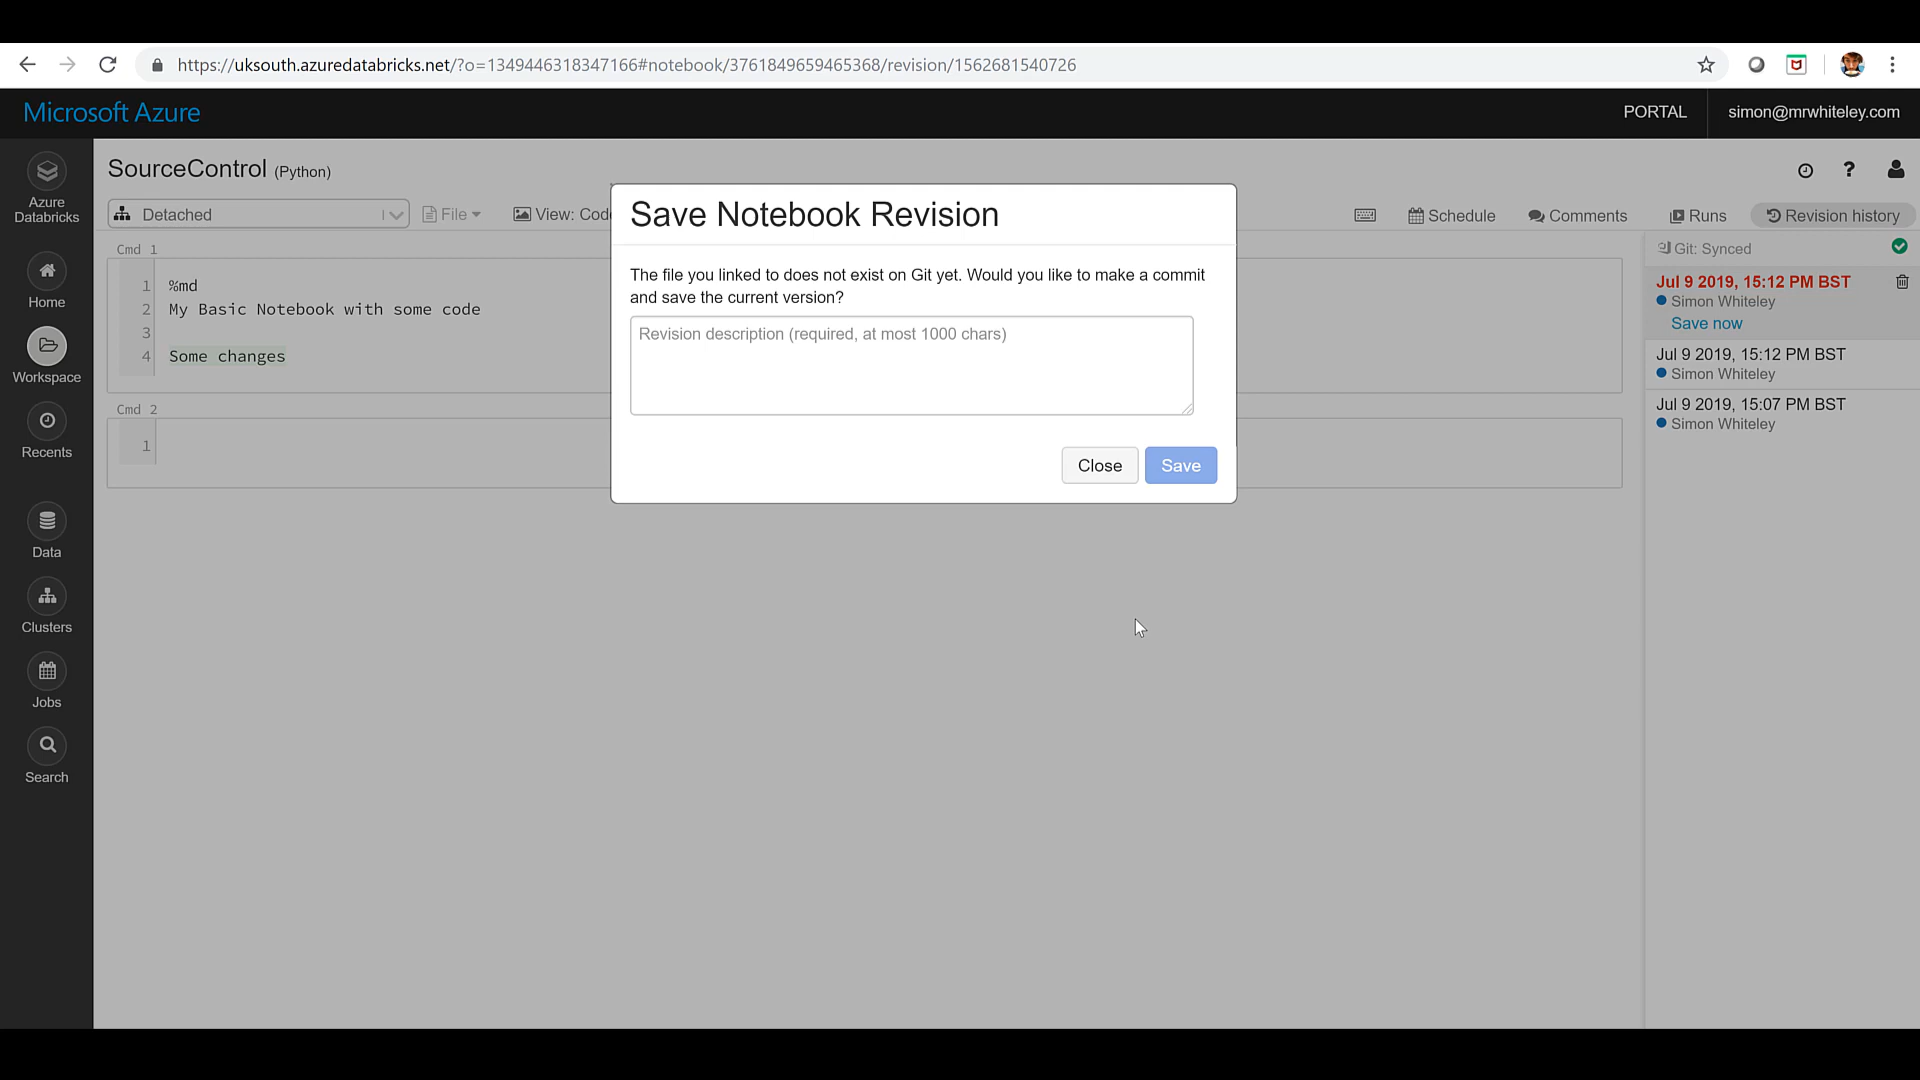 https://uksouth.azuredatabricks.net/?o=1349446318347166#notebook/3761849659465368/revision/1562681540726
Microsoft Azure
PORTAL
simon@mrwhiteley.com
Azure
Databricks
Home
Workspace
Recents
Data
Clusters
Jobs
Search
SourceControl (Python)
Detached
File
View: Cod
Schedule
Comments
Runs
Revision history
Cmd 1
1 %md
2 My Basic Notebook with some code
3
4 Some changes
Cmd 2
1
Save Notebook Revision
The file you linked to does not exist on Git yet. Would you like to make a commit
and save the current version?
Revision description (required, at most 1000 chars)
Close
Save
Git: Synced
Jul 9 2019, 15:12 PM BST
Simon Whiteley
Save now
Jul 9 2019, 15:12 PM BST
Simon Whiteley
Jul 9 2019, 15:07 PM BST
Simon Whiteley